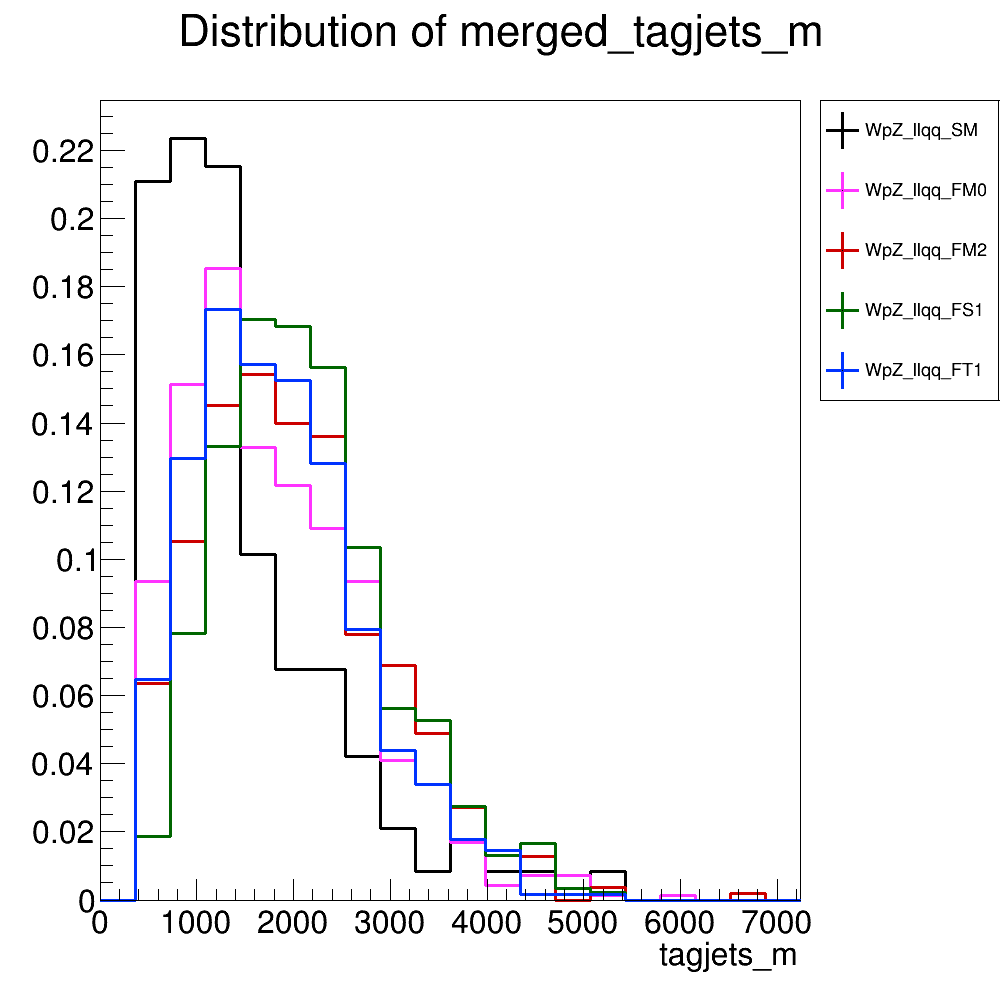 Distribution of merged_tagjets_m
WpZ_llqq_SM
WpZ_llqq_FM0
WpZ_llqq_FM2
WpZ_llqq_FS1
WpZ_llqq_FT1
0.22
0.2
0.18
0.16
0.14
0.12
0.1
0.08
0.06
0.04
0.02
0
0 1000 2000 3000 4000 5000 6000 7000
tagjets_m